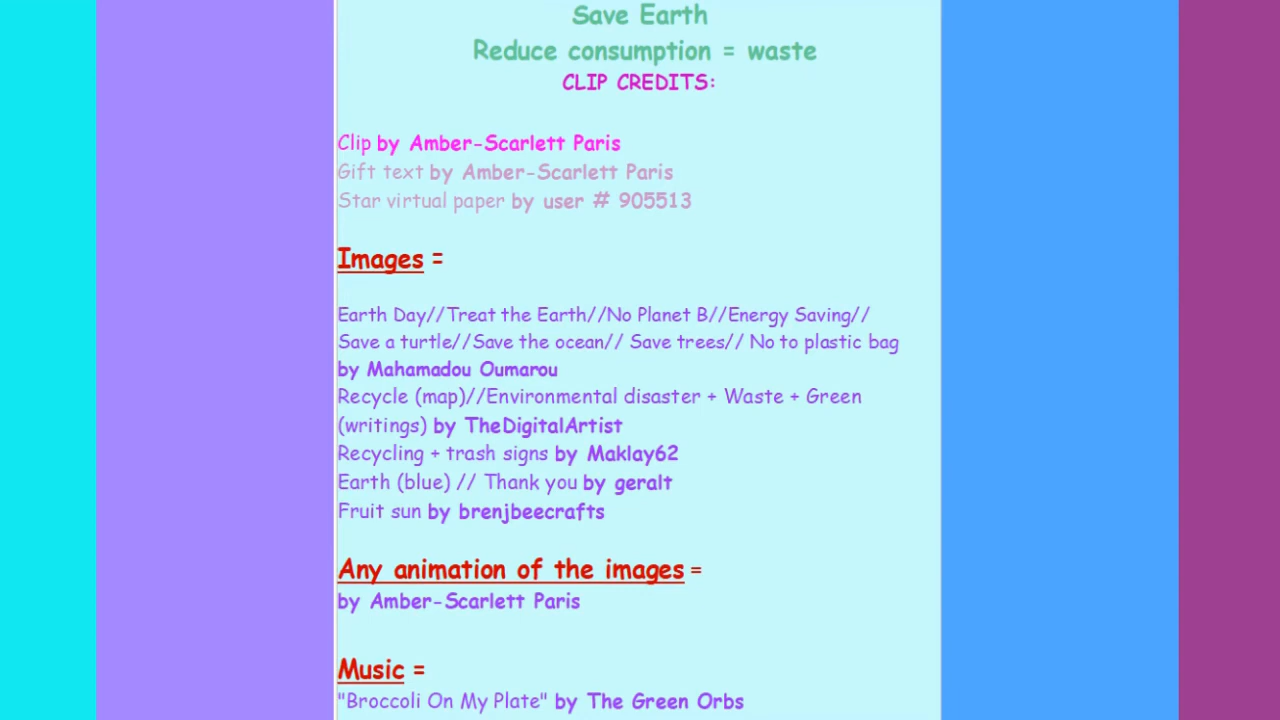 Save Earth
Reduce consumption = waste
CLIP CREDITS:
Clip by Amber-Scarlett Paris
Gift text by Amber-Scarlett Paris
Star virtual paper by user # 905513
Images =
Earth Day//Treat the Earth//No Planet B//Energy Saving//
Save a turtle//Save the ocean// Save trees// No to plastic bag
by Mahamadou Oumarou
Recycle (map)//Environmental disaster + Waste + Green
(writings) by TheDigitalArtist
Recycling + trash signs by Maklay62
Earth (blue) // Thank you by geralt
Fruit sun by brenjbeecrafts
Any animation of the images =
by Amber-Scarlett Paris
Music =
"Broccoli On My Plate" by The Green Orbs